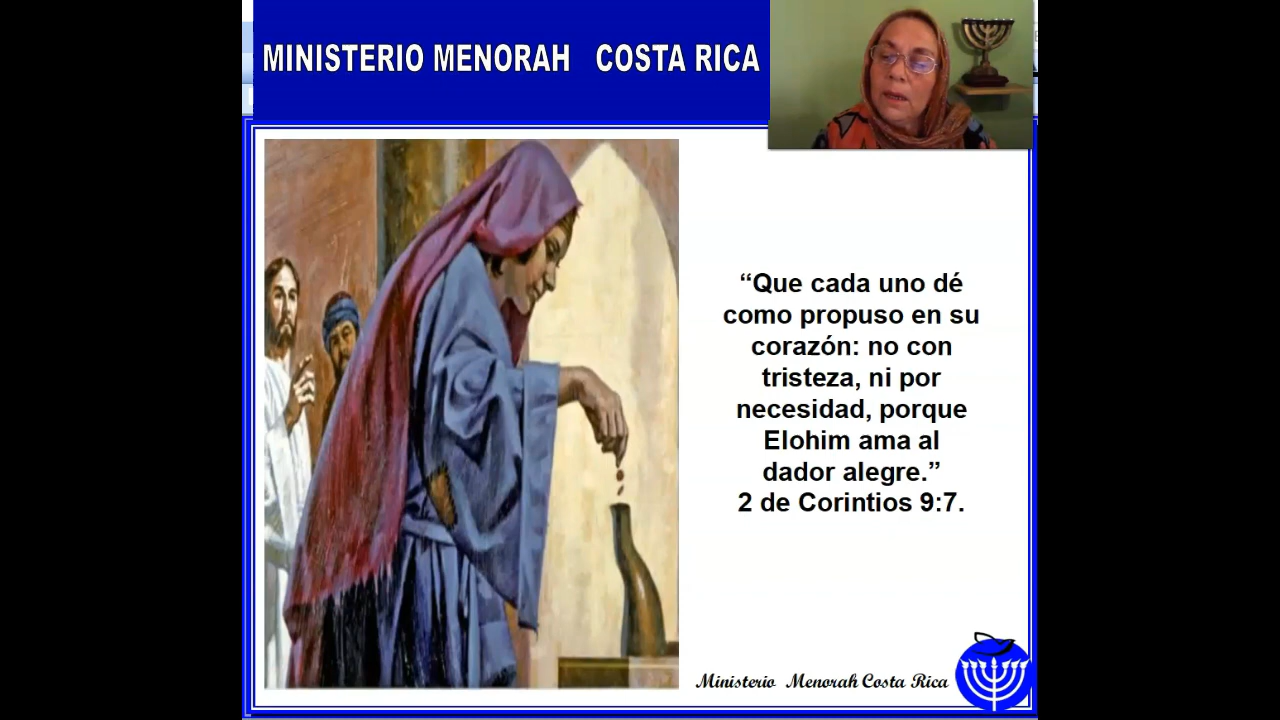 MINISTERIO MENORAH COSTA RICA
“Que cada uno dé
como propuso en su
corazón: no con
tristeza, ni por
necesidad, porque
Elohim ama al
dador alegre.”
2 de Corintios 9:7.
Ministerio Menorah Costa Rica